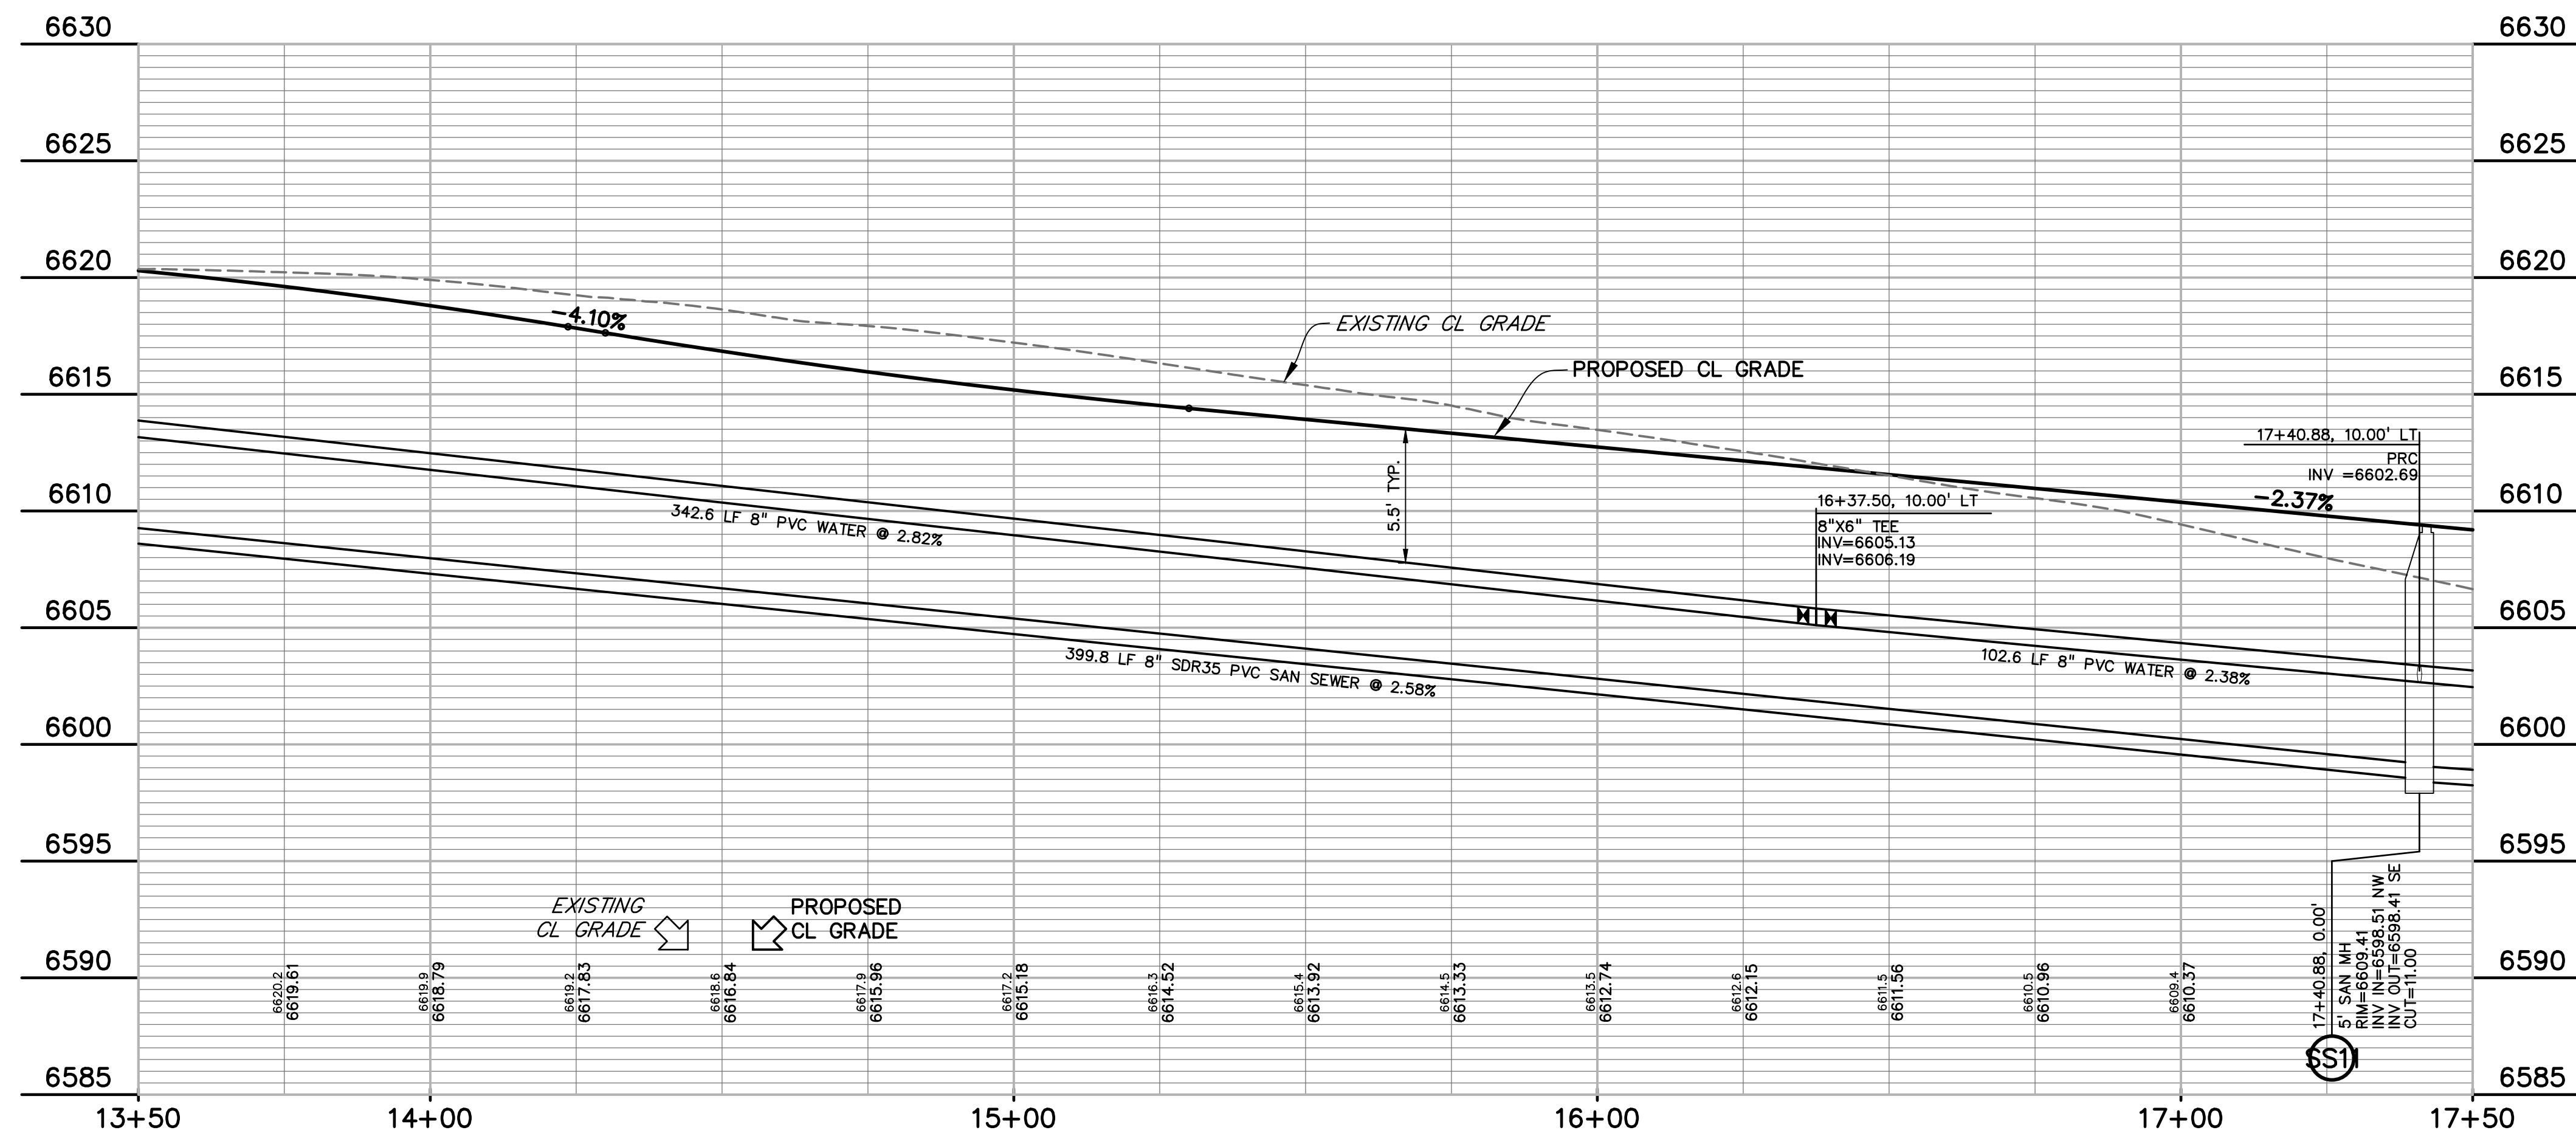 6630
6630
6625
6625
6620
6620
6615
6615
6610
6610
6605
6605
6600
6600
6595
6595
6590
6590
6585
6585
-4.10%
EXISTING CL GRADE
PROPOSED CL GRADE
5.5' TYP.
17+40.88, 10.00' LT
PRC
INV =6602.69
-2.37%
16+37.50, 10.00' LT
8"X6" TEE
INV=6605.13
INV=6606.19
342.6 LF 8" PVC WATER @ 2.82%
399.8 LF 8" SDR35 PVC SAN SEWER @ 2.58%
102.6 LF 8" PVC WATER @ 2.38%
EXISTING
CL GRADE
PROPOSED
CL GRADE
6620.2
6619.61
6619.9
6618.79
6619.2
6617.83
6618.6
6616.84
6617.9
6615.96
6617.2
6615.18
6616.3
6614.52
6615.4
6613.92
6614.5
6613.33
6613.5
6612.74
6612.6
6612.15
6611.5
6611.56
6610.5
6610.96
6609.4
6610.37
17+40.88, 0.00'
5' SAN MH
RIM=6609.41
INV IN=6598.51 NW
INV OUT=6598.41 SE
CUT=11.00
SS11
13+50
14+00
15+00
16+00
17+00
17+50